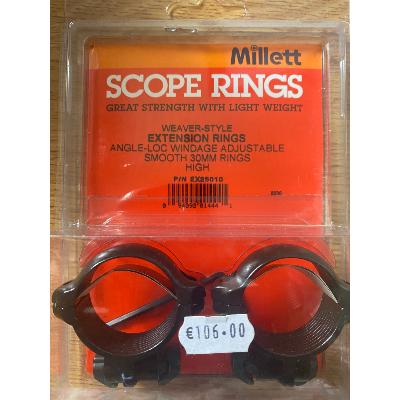 Millett
SCOPE RINGS
GREAT STRENGTH WITH LIGHT WEIGHT
WEAVER-STYLE
EXTENSION RINGS
ANGLE-LOC WINDAGE ADJUSTABLE
SMOOTH 30MM RINGS
HIGH
P/N 2X25010
€106.00